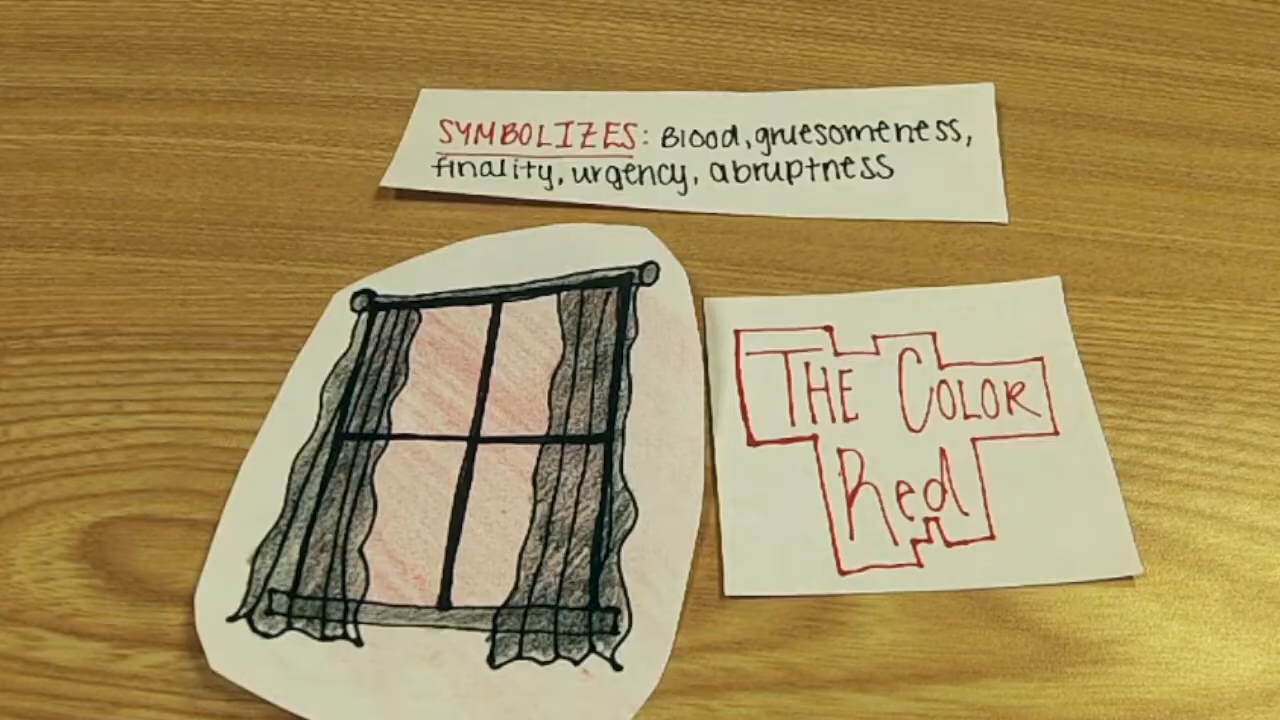 SYMBOLIZES: Blood, gruesomeness,
finality, urgency, abruptness
THE COLOR
Red